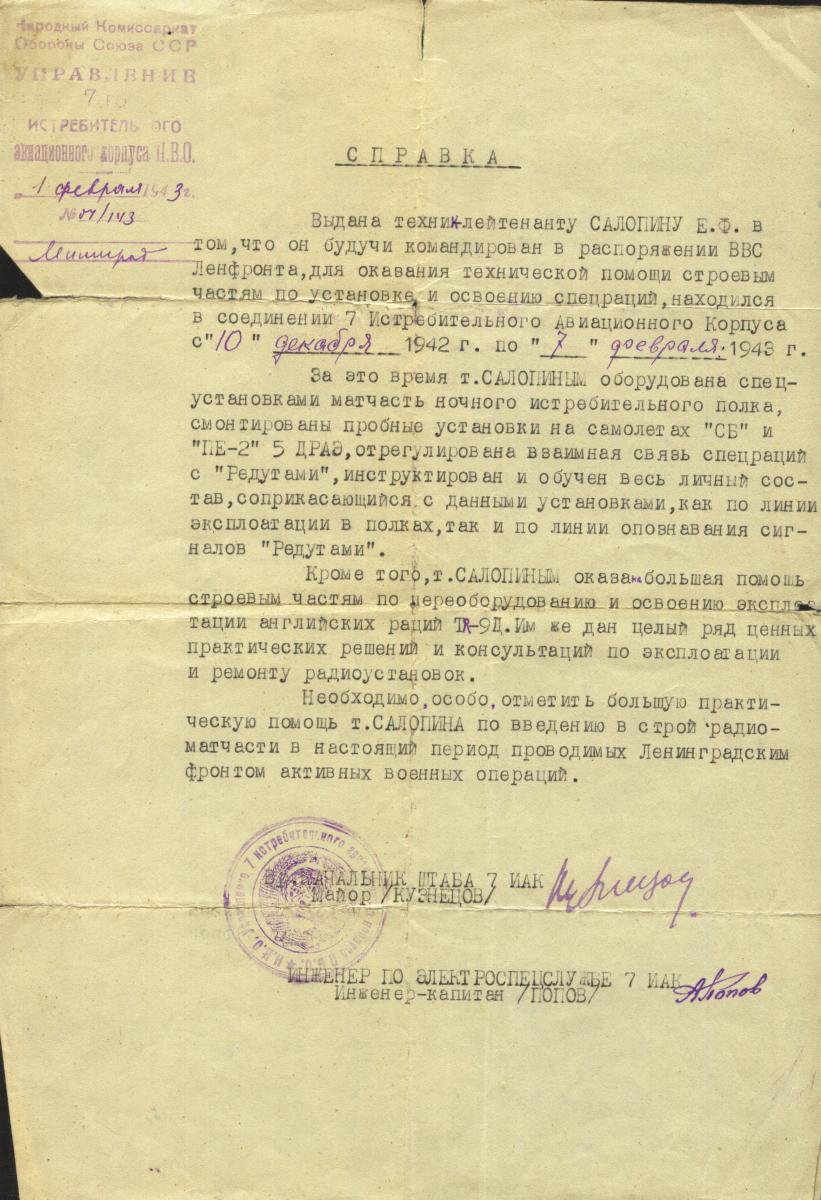 Народный Комиссариат
Обороны Союза ССР
УПРАВЛЕНИЕ
7 го
ИСТРЕБИТЕЛЬНОГО
авиационного корпуса П.В.О.
1 февраля 1943 г.
СПРАВКА
Выдана техник-лейтенанту САЛОПИНУ Е.Ф. в
том,что он будучи командирован в распоряжении ВВС
Ленфронта,для оказания технической помощи строевым
частям по установке и освоению спецраций,находился
в соединении 7 Истребительного Авиационного Корпуса
с"10" декабря 1942 г. по "7" февраля 1943 г.
За это время т.САЛОПИНЫМ оборудована спец-
установками матчасть ночного истребительного полка,
смонтированы пробные установки на самолетах "СБ" и
"ПЕ-2" 5 ДРАЭ,отрегулирована взаимная связь спецраций
с "Редутами",инструктирован и обучен весь личный сос-
тав,соприкасающийся с данными установками,как по линии
эксплоатации в полках,так и по линии опознавания сиг-
налов "Редутами".
Кроме того,т.САЛОПИНЫМ оказана большая помощь
строевым частям по переоборудованию и освоению эксплоа-
тации английских раций TR-9Д.Им же дан целый ряд ценных
практических решений и консультаций по эксплоатации
и ремонту радиоустановок.
Необходимо,особо,отметить большую практи-
ческую помощь т.САЛОПИНА по введению в строй радио-
матчасти в настоящий период проводимых Ленинградским
фронтом активных военных операций.
НАЧАЛЬНИК ШТАБА 7 ИАК
Майор /КУЗНЕЦОВ/
ИНЖЕНЕР ПО ЭЛЕКТРОСПЕЦСЛУЖБЕ 7 ИАК
Инженер-капитан /ПОПОВ/
АПопов